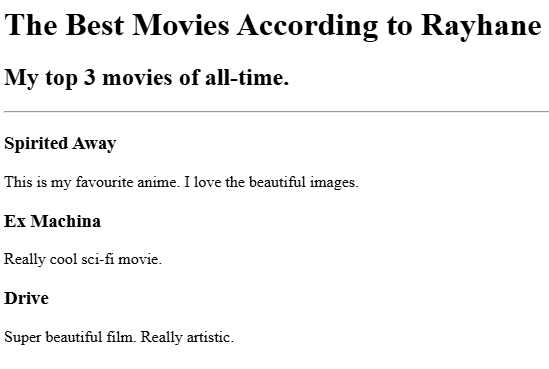 The Best Movies According to Rayhane
My top 3 movies of all-time.
Spirited Away
This is my favourite anime. I love the beautiful images.
Ex Machina
Really cool sci-fi movie.
Drive
Super beautiful film. Really artistic.